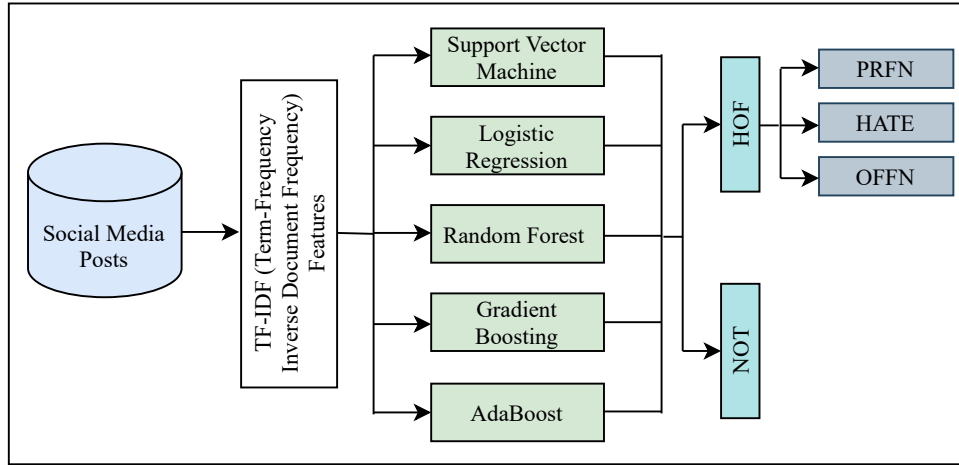 Social Media
Posts
TF-IDF (Term-Frequency
Inverse Document Frequency)
Features
Support Vector
Machine
Logistic
Regression
Random Forest
Gradient
Boosting
AdaBoost
HOF
NOT
PRFN
HATE
OFFN